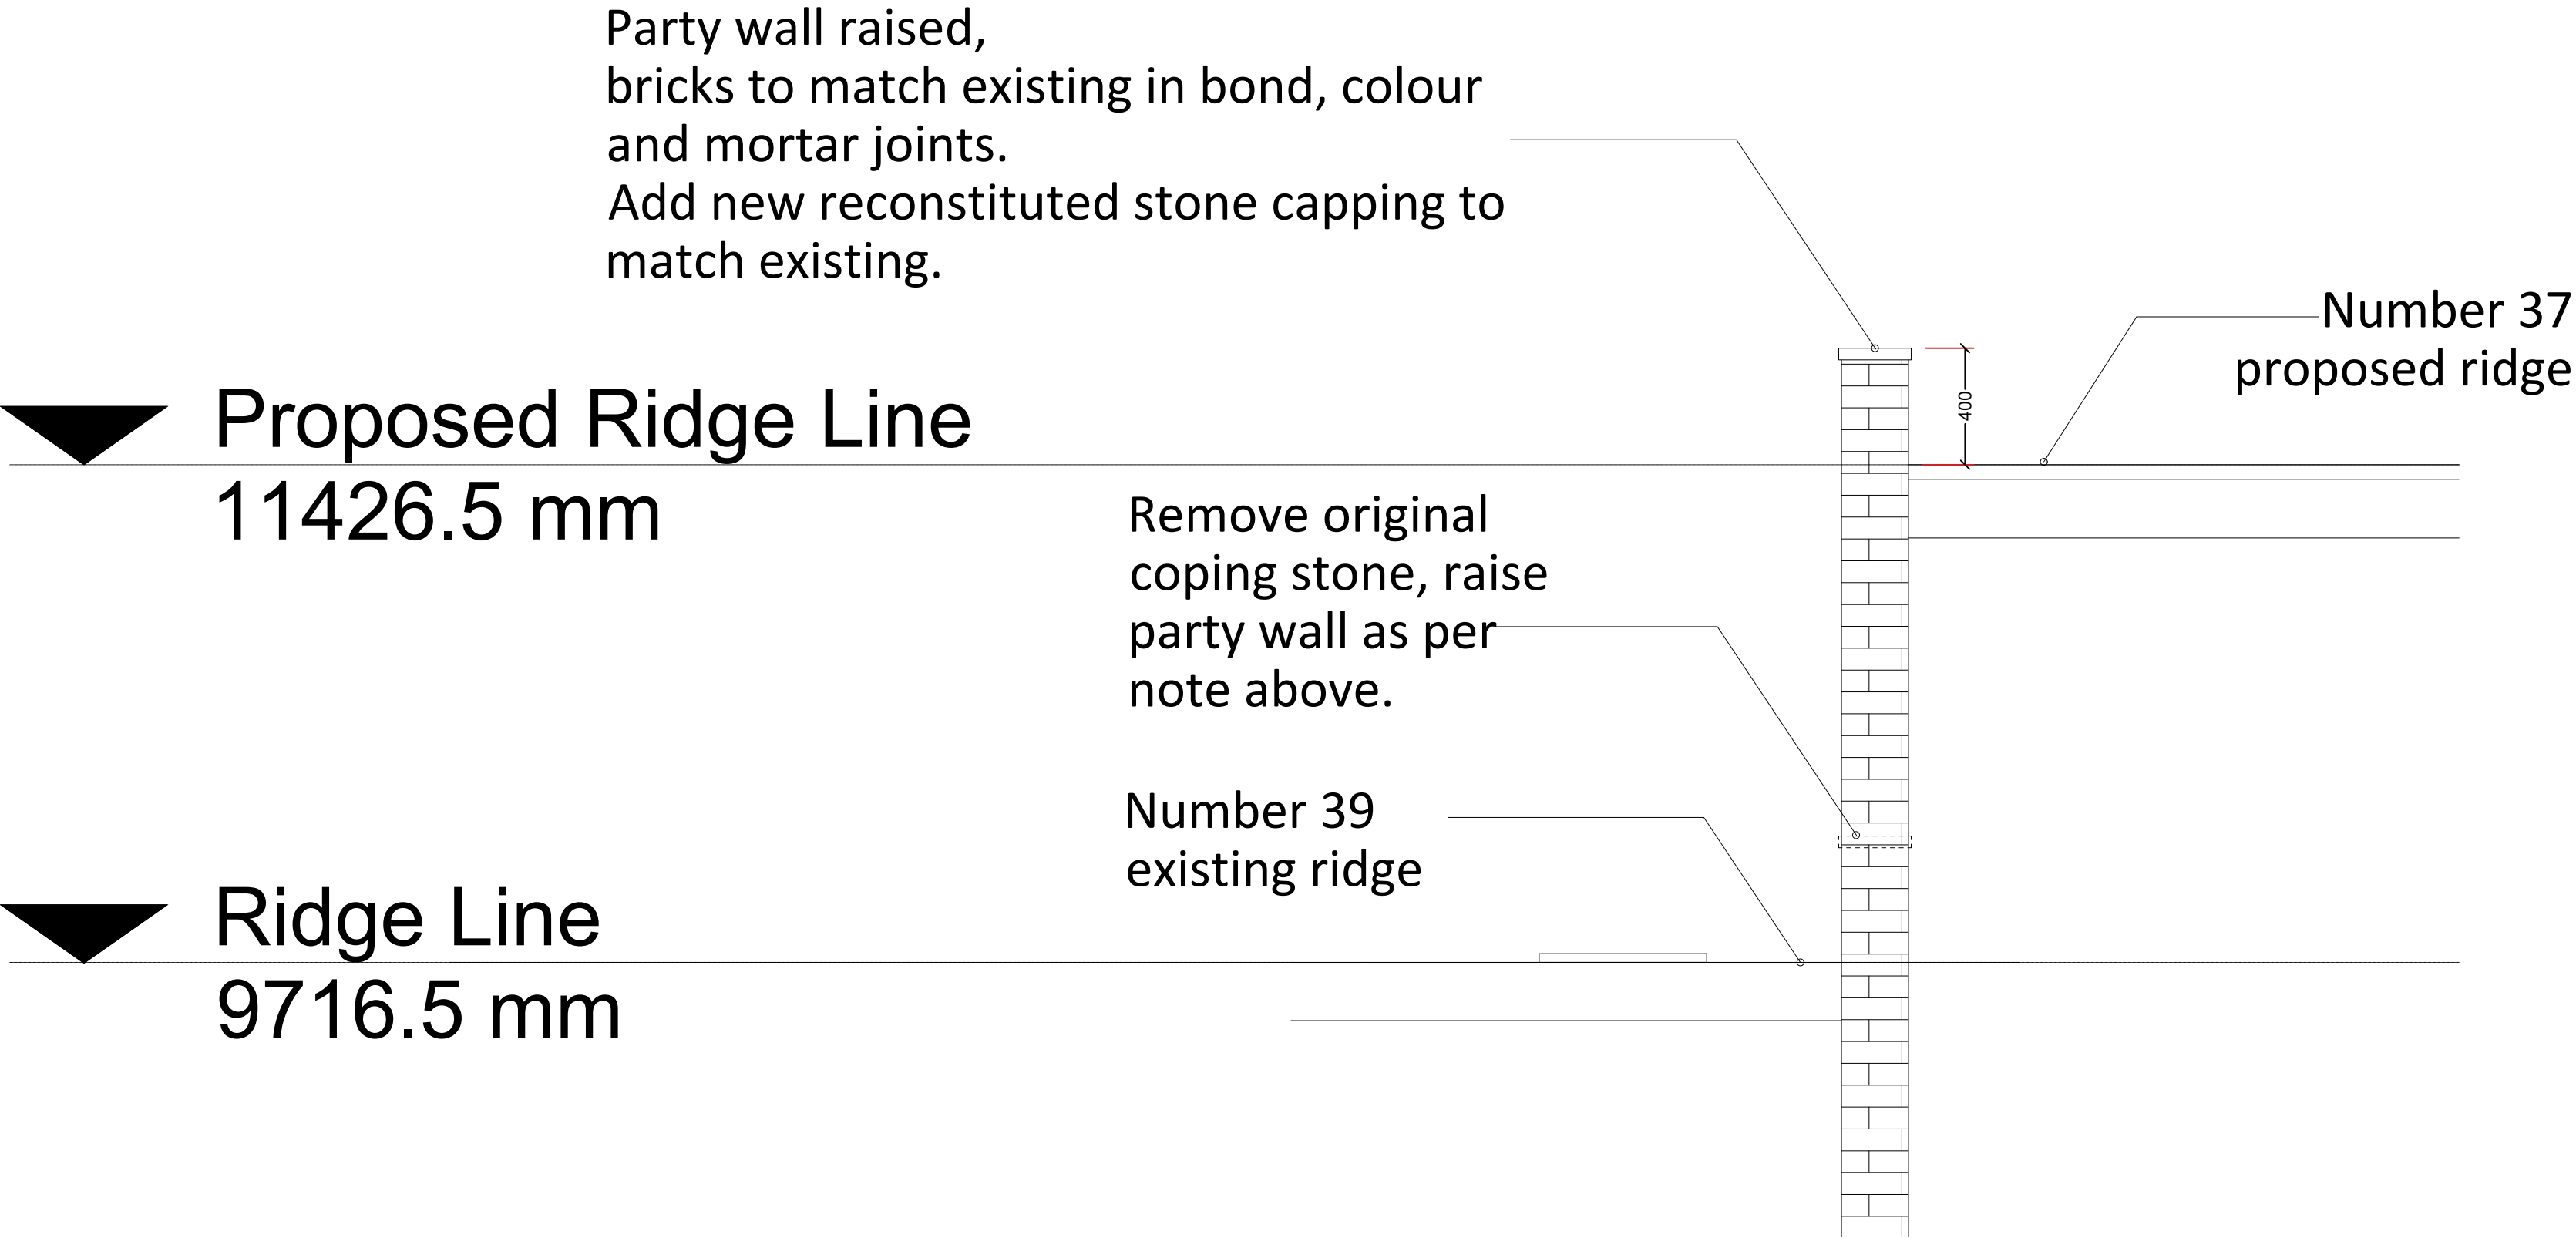 Party wall raised,
bricks to match existing in bond, colour
and mortar joints.
Add new reconstituted stone capping to
match existing.
Number 37
proposed ridge
400
Proposed Ridge Line
11426.5 mm
Remove original
coping stone, raise
party wall as per
note above.
Number 39
existing ridge
Ridge Line
9716.5 mm